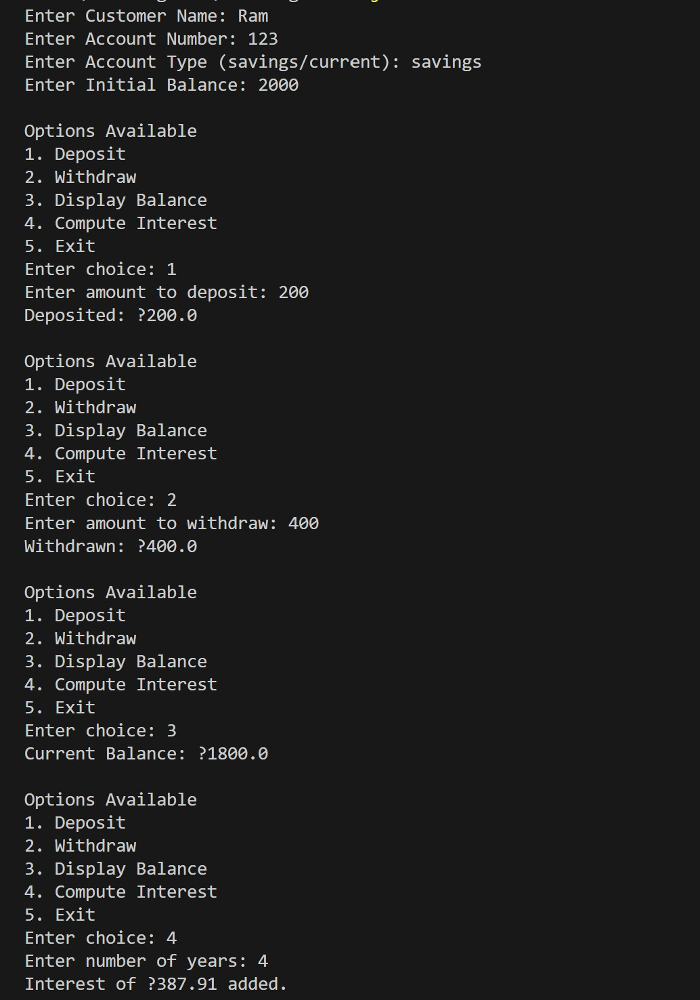 Enter Customer Name: Ram
Enter Account Number: 123
Enter Account Type (savings/current): savings
Enter Initial Balance: 2000

Options Available
1. Deposit
2. Withdraw
3. Display Balance
4. Compute Interest
5. Exit
Enter choice: 1
Enter amount to deposit: 200
Deposited: ?200.0

Options Available
1. Deposit
2. Withdraw
3. Display Balance
4. Compute Interest
5. Exit
Enter choice: 2
Enter amount to withdraw: 400
Withdrawn: ?400.0

Options Available
1. Deposit
2. Withdraw
3. Display Balance
4. Compute Interest
5. Exit
Enter choice: 3
Current Balance: ?1800.0

Options Available
1. Deposit
2. Withdraw
3. Display Balance
4. Compute Interest
5. Exit
Enter choice: 4
Enter number of years: 4
Interest of ?387.91 added.